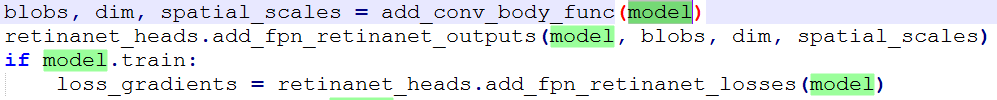 blobs, dim, spatial_scales = add_conv_body_func(model)
retinanet_heads.add_fpn_retinanet_outputs(model, blobs, dim, spatial_scales)
if model.train:
    loss_gradients = retinanet_heads.add_fpn_retinanet_losses(model)